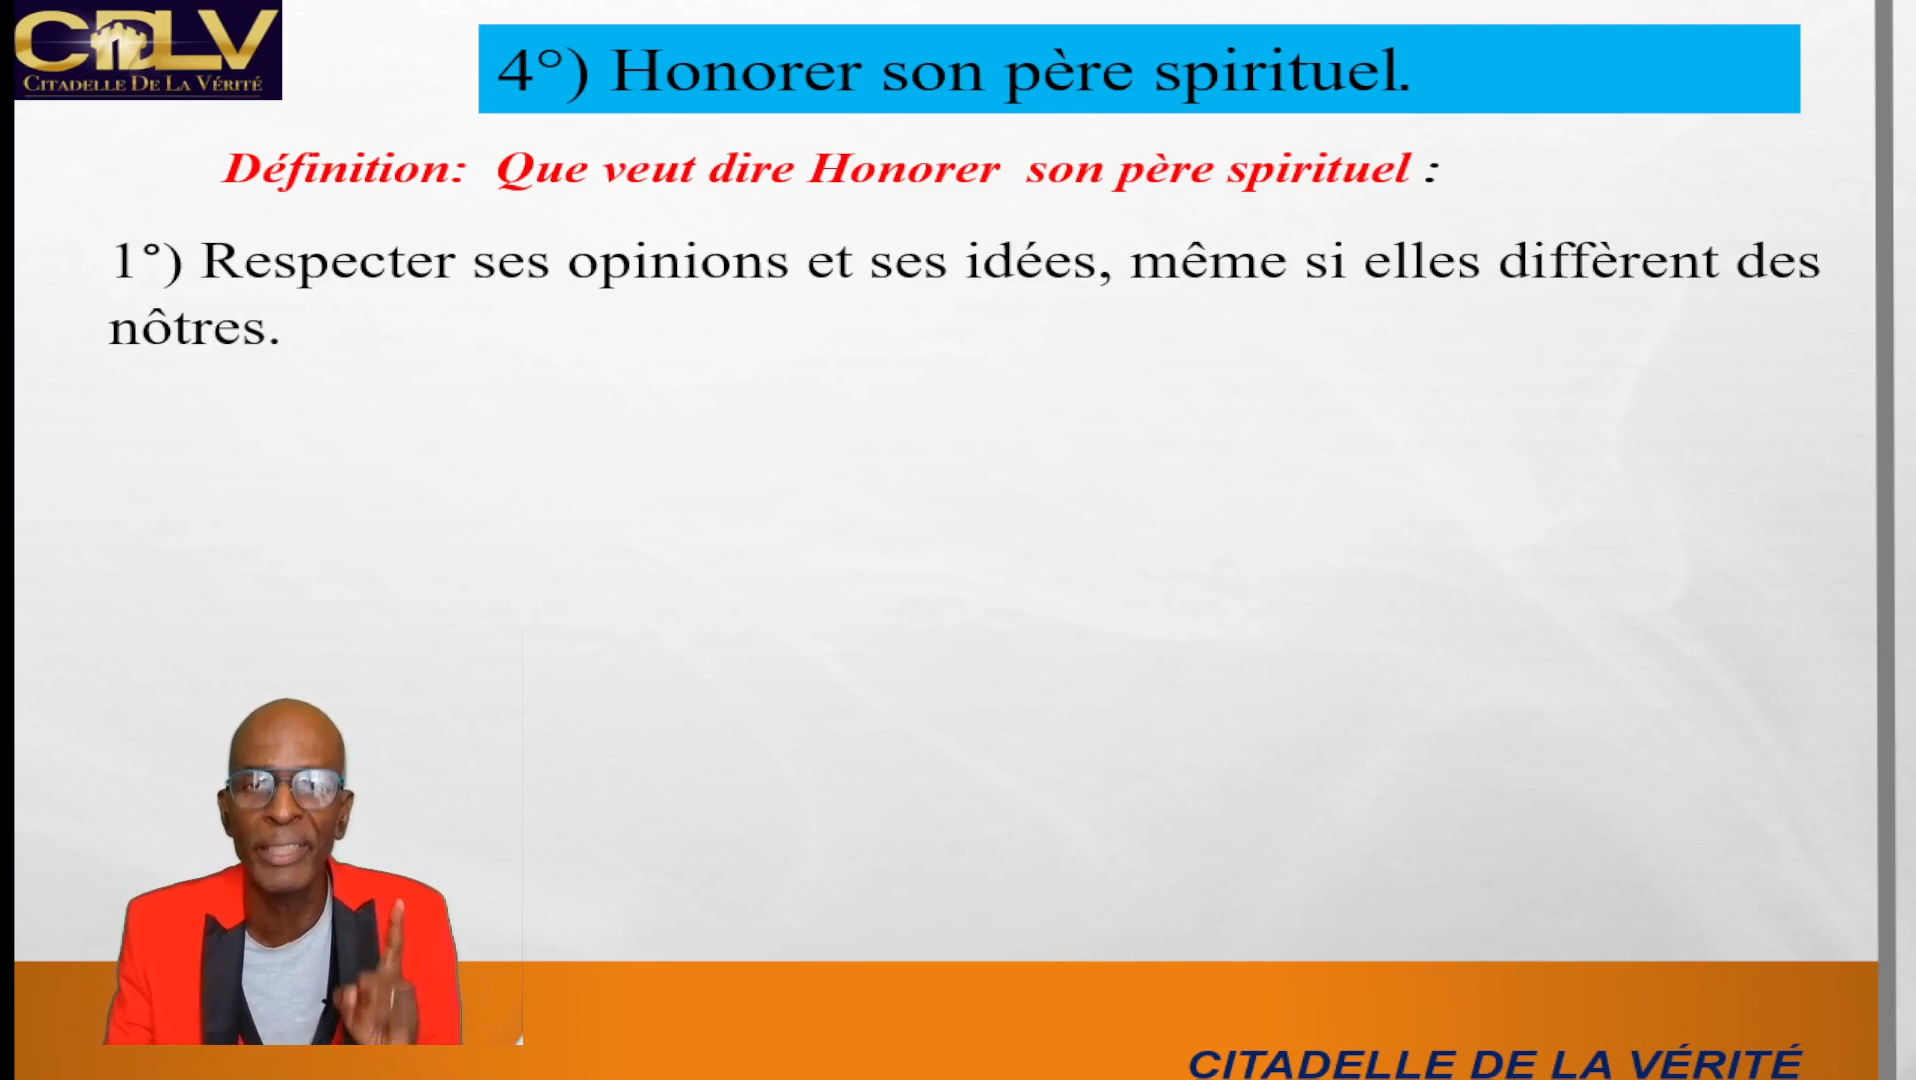 CDLV
CITADELLE DE LA VÉRITÉ
4°) Honorer son père spirituel.
Définition: Que veut dire Honorer son père spirituel :
1°) Respecter ses opinions et ses idées, même si elles diffèrent des
nôtres.
CITADELLE DE LA VÉRITÉ